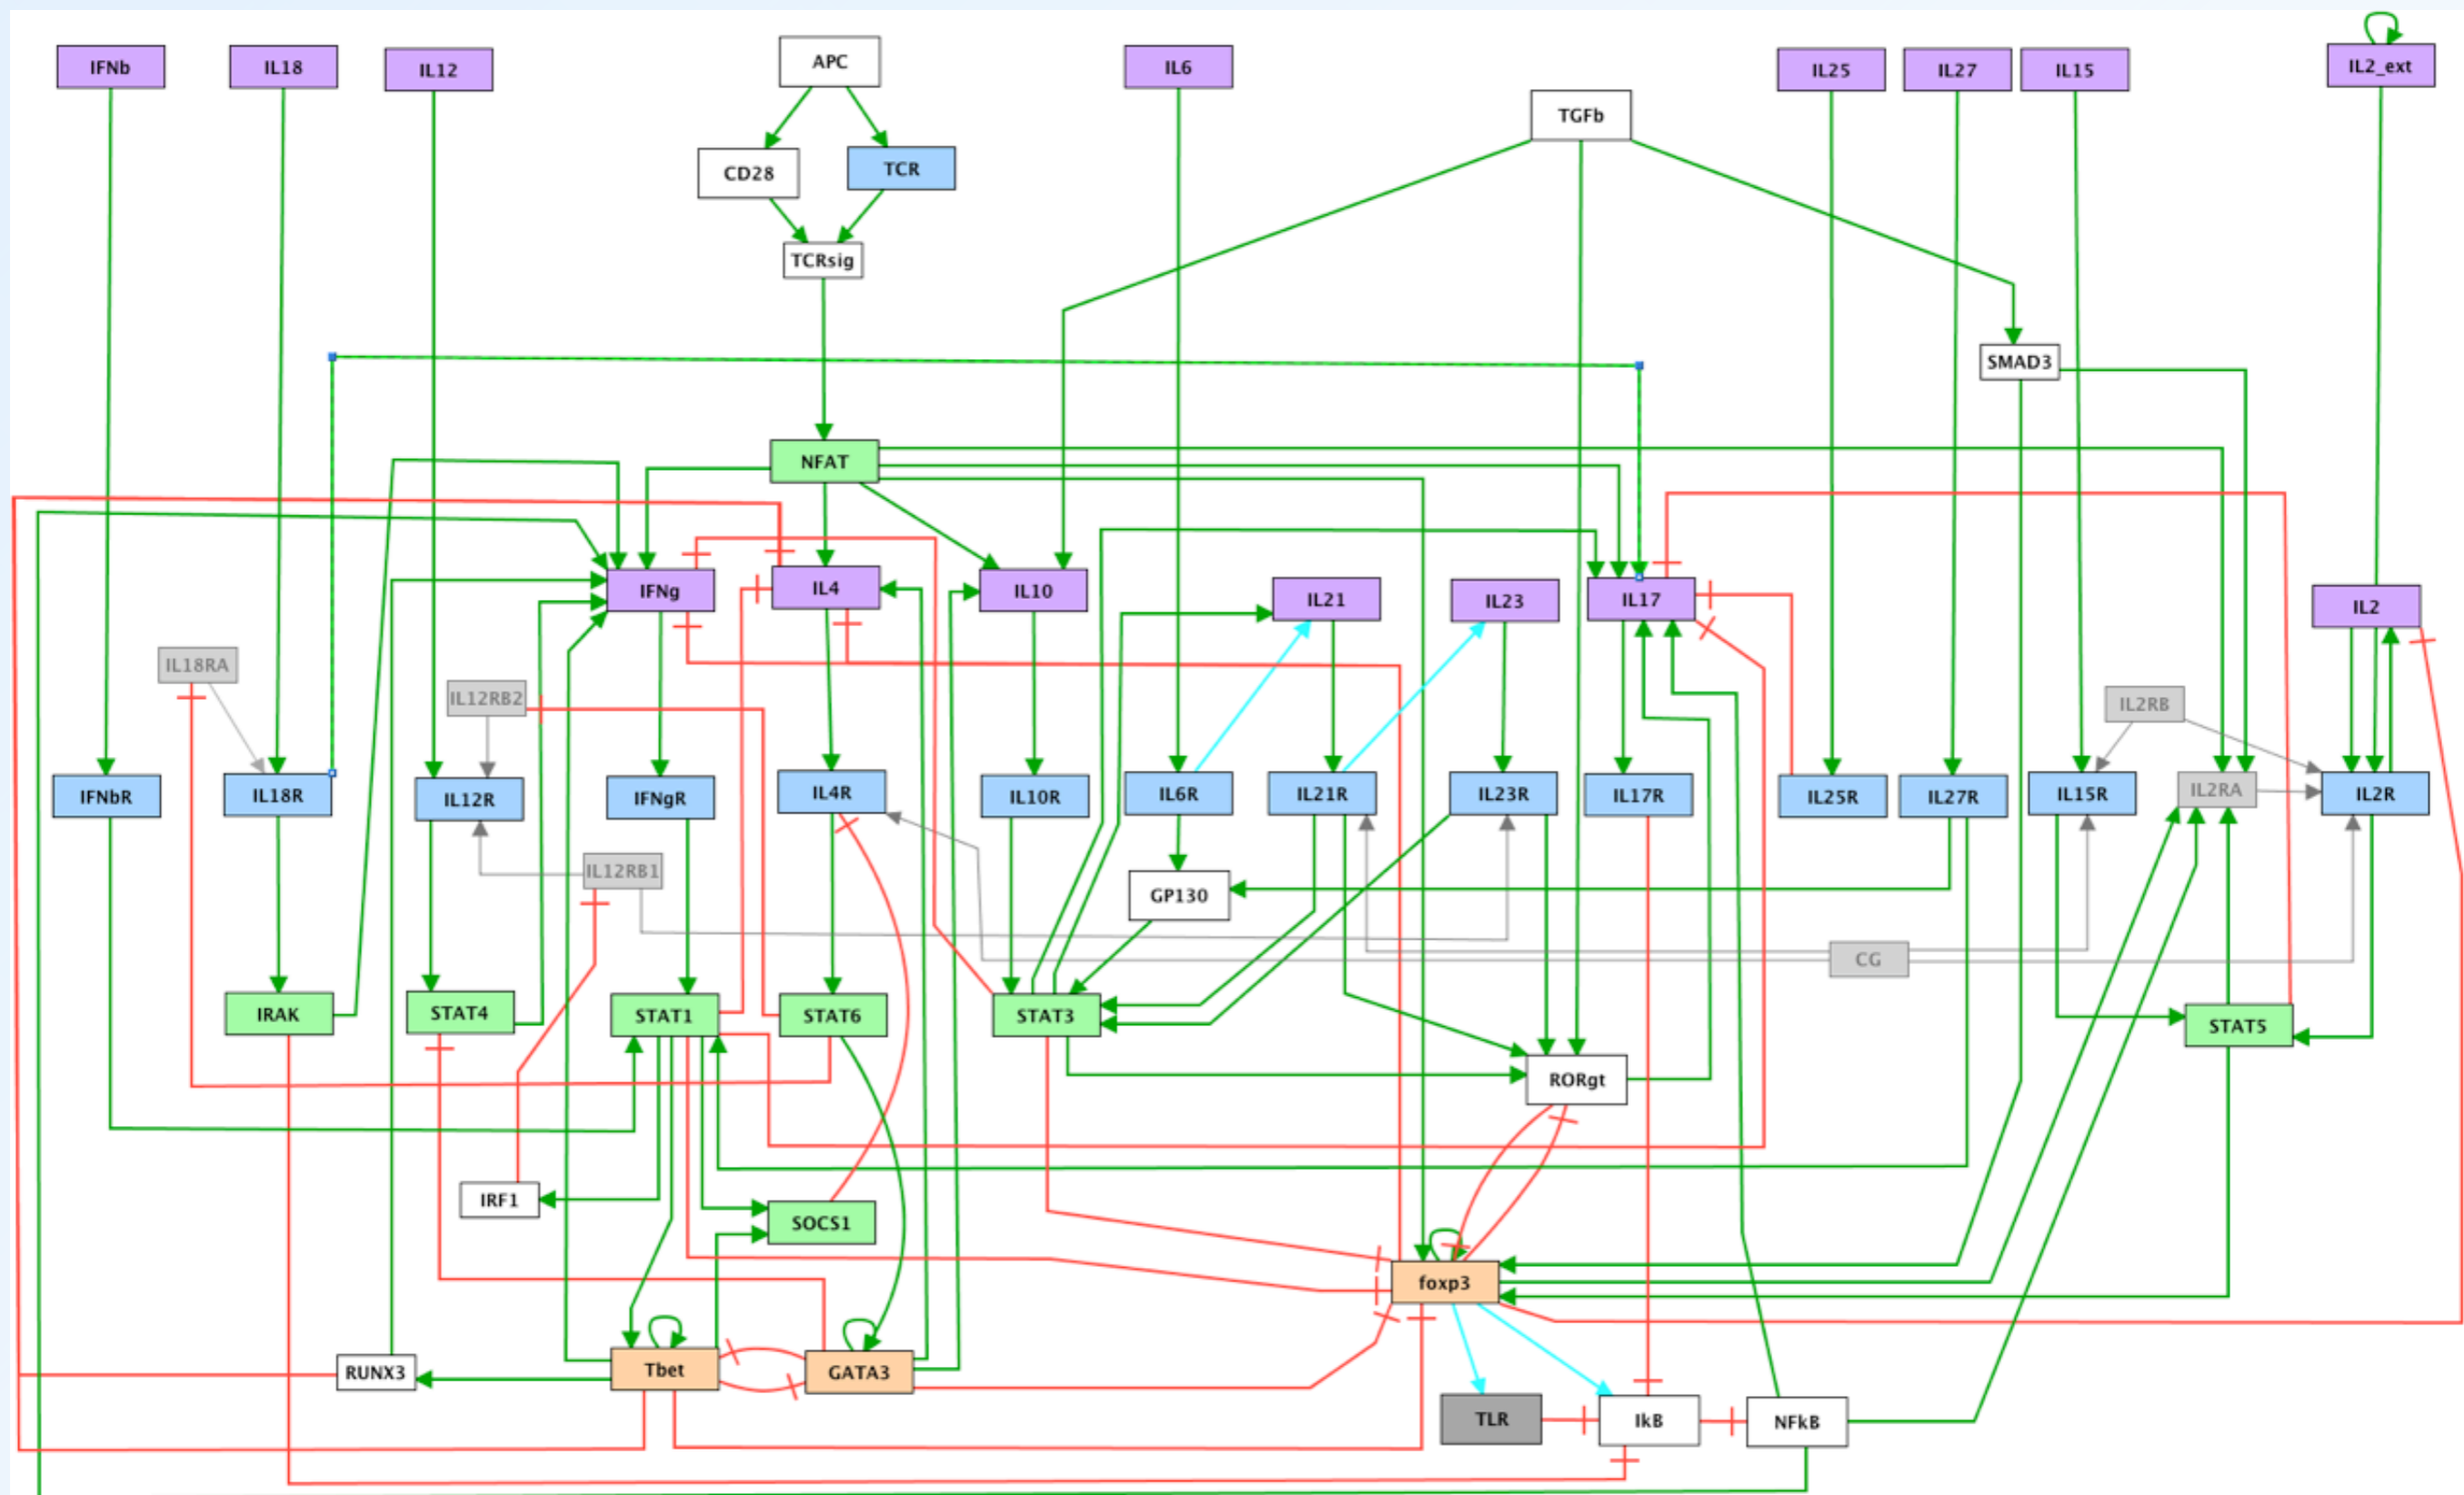 IFNb
IL18
IL12
APC
IL6
IL25
IL27
IL15
IL2_ext
TGFb
CD28
TCR
TCRsig
SMAD3
NFAT
IFNg
IL4
IL10
IL21
IL23
IL17
IL2
IL18RA
IL12RB2
IL2RB
IFNbR
IL18R
IL12R
IFNgR
IL4R
IL10R
IL6R
IL21R
IL23R
IL17R
IL25R
IL27R
IL15R
IL2RA
IL2R
IL12RB1
GP130
CG
IRAK
STAT4
STAT1
STAT6
STAT3
STAT5
RORgt
IRF1
SOCS1
foxp3
RUNX3
Tbet
GATA3
TLR
IkB
NFkB